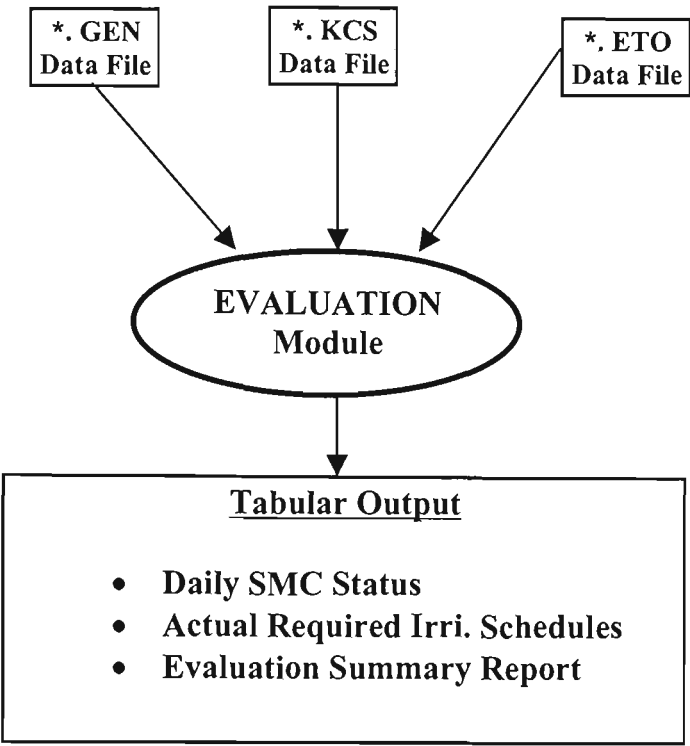 *. GEN
Data File
*. KCS
Data File
*. ETO
Data File
EVALUATION
Module
Tabular Output
• Daily SMC Status
• Actual Required Irri. Schedules
• Evaluation Summary Report